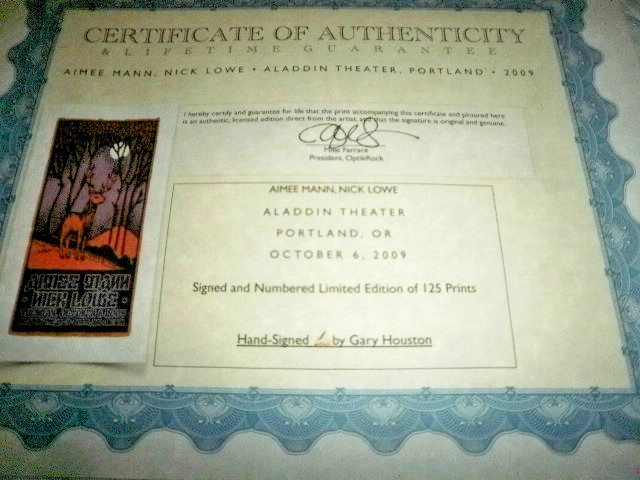 CERTIFICATE OF AUTHENTICITY
& LIFETIME GUARANTEE
AIMEE MANN, NICK LOWE • ALADDIN THEATER, PORTLAND • 2009
I hereby certify and guarantee for life that the print accompanying this certificate and pictured here
is an authentic, licensed edition direct from the artist, and that the signature is original and genuine.
Mike Farrace
President, OptikRock
AIMEE MANN, NICK LOWE
ALADDIN THEATER
PORTLAND, OR
OCTOBER 6, 2009
Signed and Numbered Limited Edition of 125 Prints
Hand-Signed by Gary Houston
AIMEE MANN
NICK LOWE